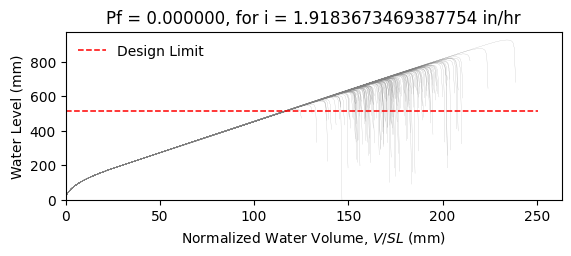 Pf = 0.000000, for i = 1.9183673469387754 in/hr
Design Limit
Water Level (mm)
800
600
400
200
0
0 50 100 150 200 250
Normalized Water Volume, V/SL (mm)